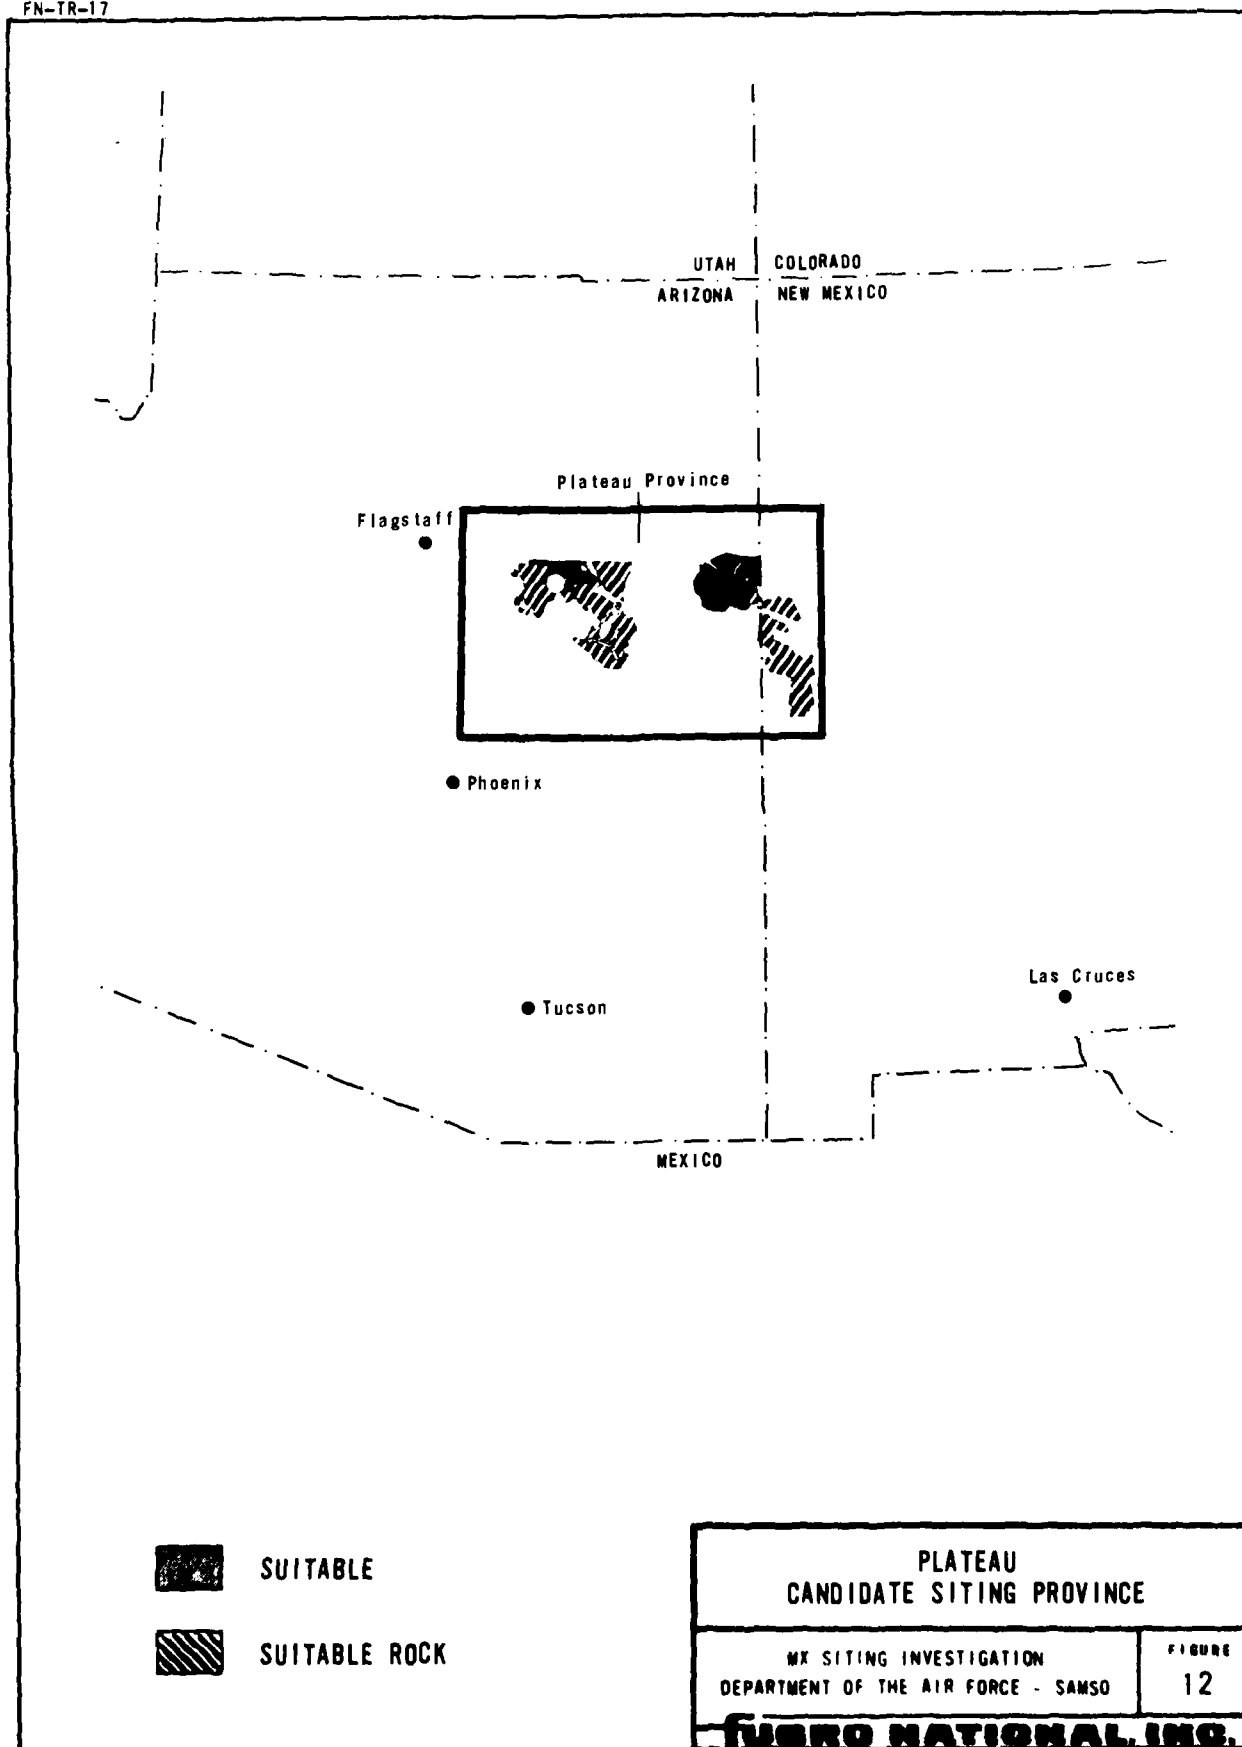 FN-TR-17
UTAH COLORADO
ARIZONA NEW MEXICO
Plateau Province
Flagstaff
Phoenix
Tucson
Las Cruces
MEXICO
SUITABLE
SUITABLE ROCK
PLATEAU
CANDIDATE SITING PROVINCE
MX SITING INVESTIGATION
DEPARTMENT OF THE AIR FORCE - SAMSO
FIGURE
12
FUGRO NATIONAL, INC.